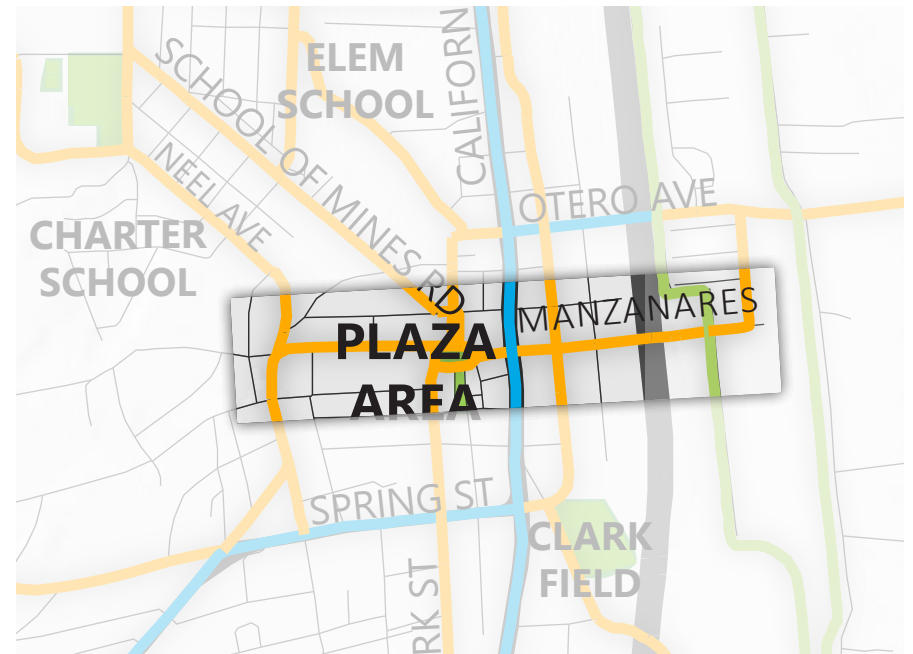 ELEM
SCHOOL
CALIFORN
SCHOOL OF MINES RD
NEEL AVE
OTERO AVE
CHARTER
SCHOOL
MANZANARES
PLAZA
AREA
SPRING ST
CLARK
FIELD
RK ST